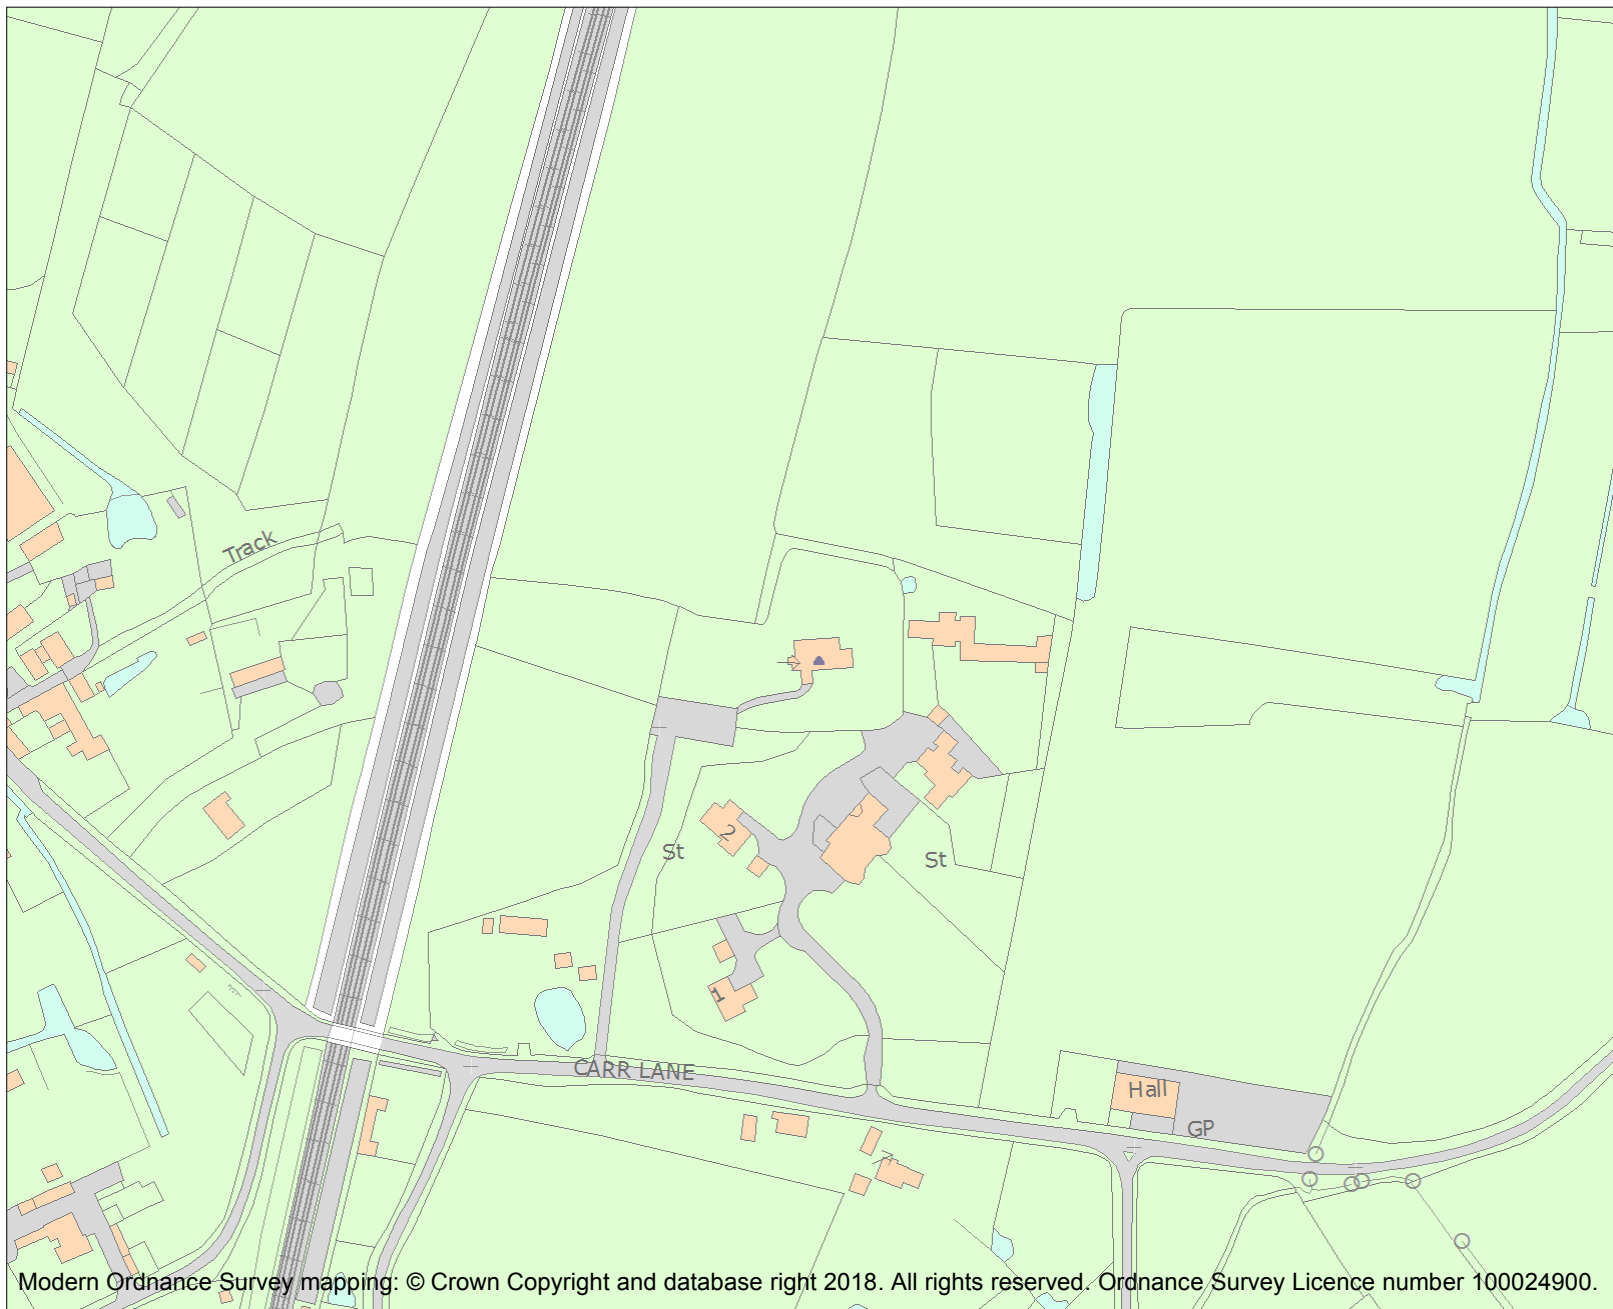 Track
2
St
St
1
CARR LANE
Hall
GP
Modern Ordnance Survey mapping: © Crown Copyright and database right 2018. All rights reserved. Ordnance Survey Licence number 100024900.